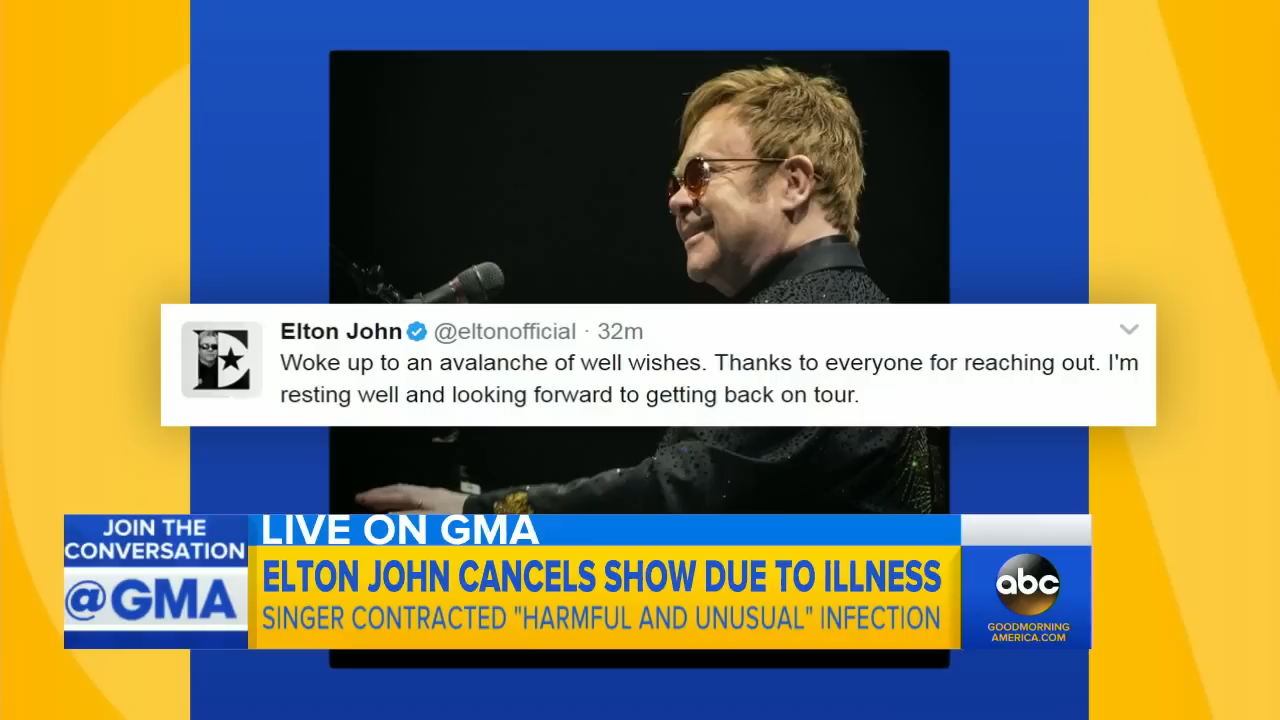 Elton John @eltonofficial · 32m
Woke up to an avalanche of well wishes. Thanks to everyone for reaching out. I'm
resting well and looking forward to getting back on tour.
JOIN THE
CONVERSATION
@GMA
LIVE ON GMA
ELTON JOHN CANCELS SHOW DUE TO ILLNESS
SINGER CONTRACTED "HARMFUL AND UNUSUAL" INFECTION
abc
GOODMORNING
AMERICA.COM